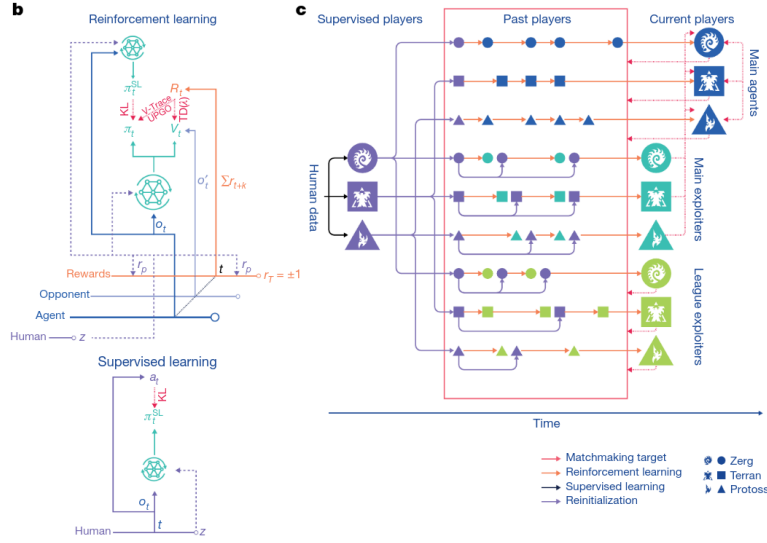 b
Reinforcement learning
π_t^SL
R_t
KL
V-Trace
UPGO
TD(λ)
π_t
V_t
o′_t
Σr_{t+k}
o_t
r_p
t
r_p
Rewards
r_T = ±1
Opponent
Agent
Human
z
Supervised learning
a_t
KL
π_t^SL
o_t
Human
t
z
c
Supervised players
Past players
Current players
Human data
Main agents
Main exploiters
League exploiters
Time
Matchmaking target
Reinforcement learning
Supervised learning
Reinitialization
Zerg
Terran
Protoss